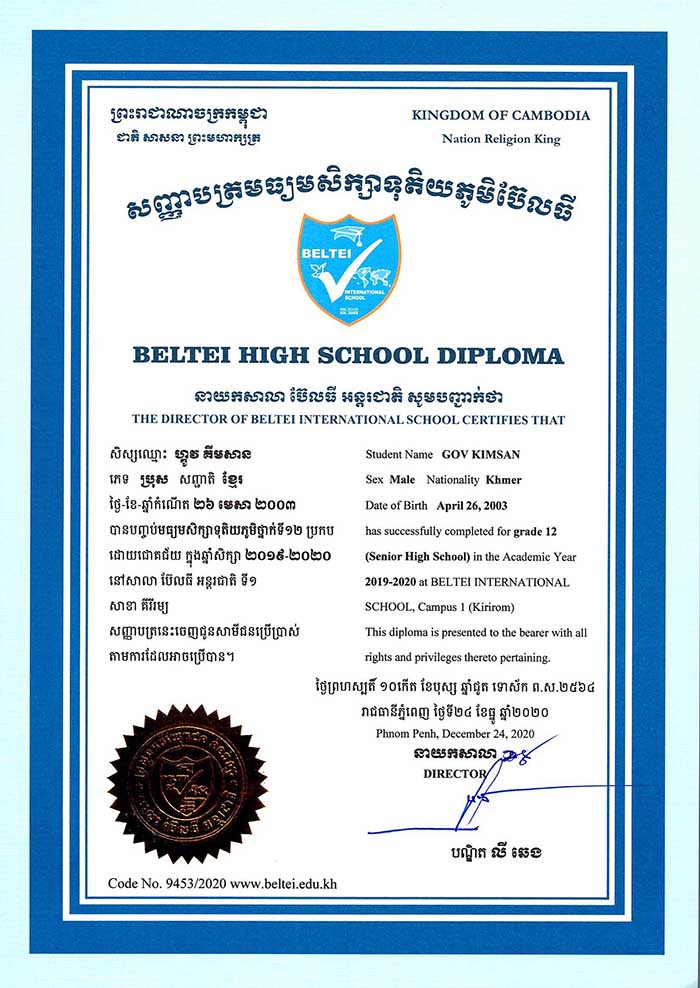 ព្រះរាជាណាចក្រកម្ពុជា
ជាតិ សាសនា ព្រះមហាក្សត្រ
KINGDOM OF CAMBODIA
Nation Religion King
សញ្ញាបត្រមធ្យមសិក្សាទុតិយភូមិប៊ែលធី
BELTEI
INTERNATIONAL
SCHOOL
BELTEI HIGH SCHOOL DIPLOMA
នាយកសាលា ប៊ែលធី អន្តរជាតិ សូមបញ្ជាក់ថា
THE DIRECTOR OF BELTEI INTERNATIONAL SCHOOL CERTIFIES THAT
សិស្សឈ្មោះ ហ្គូវ គីមសាន
ភេទ ប្រុស សញ្ជាតិ ខ្មែរ
ថ្ងៃ-ខែ-ឆ្នាំកំណើត ២៦ មេសា ២០០៣
បានបញ្ចប់មធ្យមសិក្សាទុតិយភូមិថ្នាក់ទី១២ ប្រកប
ដោយជោគជ័យ ក្នុងឆ្នាំសិក្សា ២០១៩-២០២០
នៅសាលា ប៊ែលធី អន្តរជាតិ ទី១
សាខា គីរីរម្យ
សញ្ញាបត្រនេះចេញជូនសាមីជនប្រើប្រាស់
តាមការដែលអាចប្រើបាន។
Student Name GOV KIMSAN
Sex Male Nationality Khmer
Date of Birth April 26, 2003
has successfully completed for grade 12
(Senior High School) in the Academic Year
2019-2020 at BELTEI INTERNATIONAL
SCHOOL, Campus 1 (Kirirom)
This diploma is presented to the bearer with all
rights and privileges thereto pertaining.
ថ្ងៃព្រហស្បតិ៍ ១០កើត ខែបុស្ស ឆ្នាំជូត ទោស័ក ព.ស.២៥៦៤
រាជធានីភ្នំពេញ ថ្ងៃទី២៤ ខែធ្នូ ឆ្នាំ២០២០
Phnom Penh, December 24, 2020
នាយកសាលា
DIRECTOR
បណ្ឌិត លី ឆេង
Code No. 9453/2020 www.beltei.edu.kh